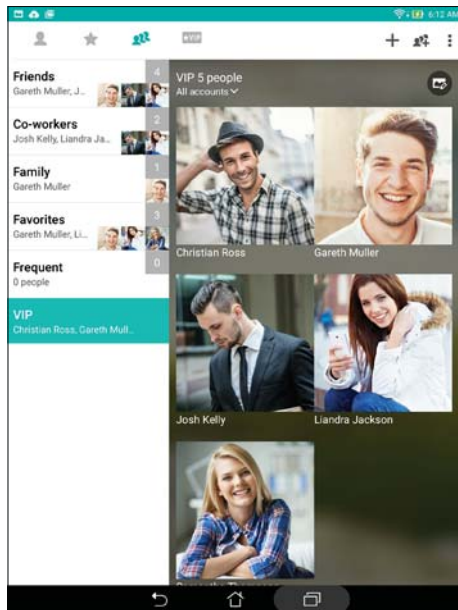 6:12 AM
VIP
Friends
4
Gareth Muller, J..
Co-workers
2
Josh Kelly, Liandra Ja...
Family
1
Gareth Muller
Favorites
3
Gareth Muller, Li...
Frequent
0
0 people
VIP
Christian Ross, Gareth Mull...
VIP 5 people
All accounts
Christian Ross
Gareth Muller
Josh Kelly
Liandra Jackson